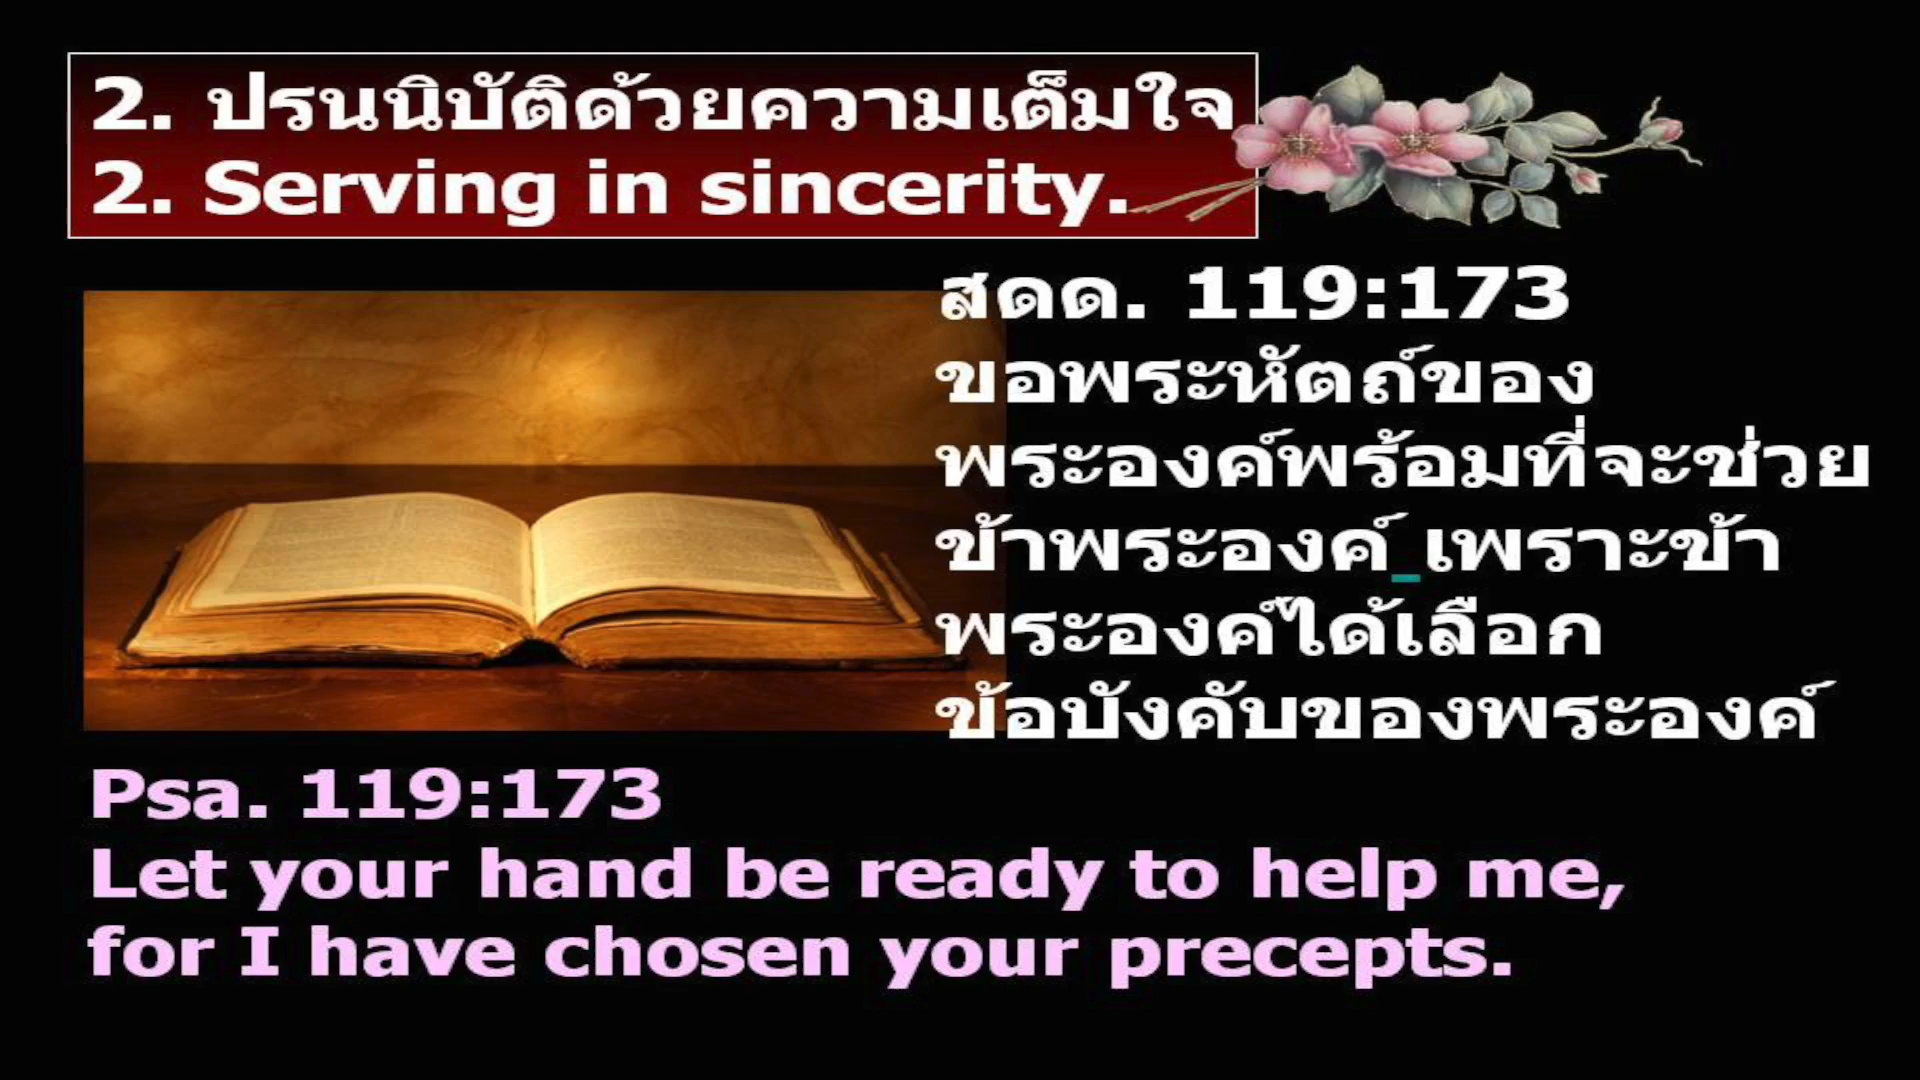 2. ปรนนิบัติด้วยความเต็มใจ
2. Serving in sincerity.
สดด. 119:173
ขอพระหัตถ์ของ
พระองค์พร้อมที่จะช่วย
ข้าพระองค์ เพราะข้า
พระองค์ได้เลือก
ข้อบังคับของพระองค์
Psa. 119:173
Let your hand be ready to help me,
for I have chosen your precepts.